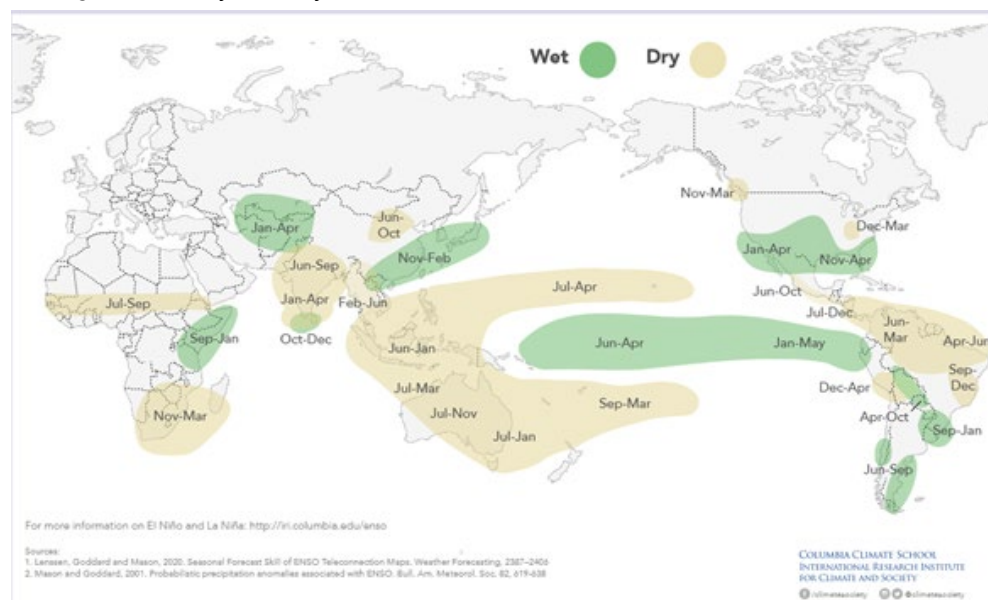 Wet Dry
Nov-Mar
Dec-Mar
Jan-Apr
Nov-Apr
Jun-Oct
Jul-Dec
Jun-
Mar
Apr-Jun
Sep-
Dec
Dec-Apr
Apr-Oct
Sep-Jan
Jun-Sep
Jan-Apr
Jun-
Oct
Nov-Feb
Jun-Sep
Jan-Apr
Feb-Jun
Oct-Dec
Jul-Sep
Sep-Jan
Nov-Mar
Jul-Apr
Jun-Apr
Jan-May
Jun-Jan
Jul-Mar
Jul-Nov
Jul-Jan
Sep-Mar
For more information on El Niño and La Niña: http://iri.columbia.edu/enso
Sources:
1. Lenssen, Goddard and Mason, 2020. Seasonal Forecast Skill of ENSO Teleconnection Maps. Weather Forecasting, 2387–2406
2. Mason and Goddard, 2001. Probabilistic precipitation anomalies associated with ENSO. Bull. Am. Meteorol. Soc. 82, 619-638
COLUMBIA CLIMATE SCHOOL
INTERNATIONAL RESEARCH INSTITUTE
FOR CLIMATE AND SOCIETY
/climatesociety @climatesociety